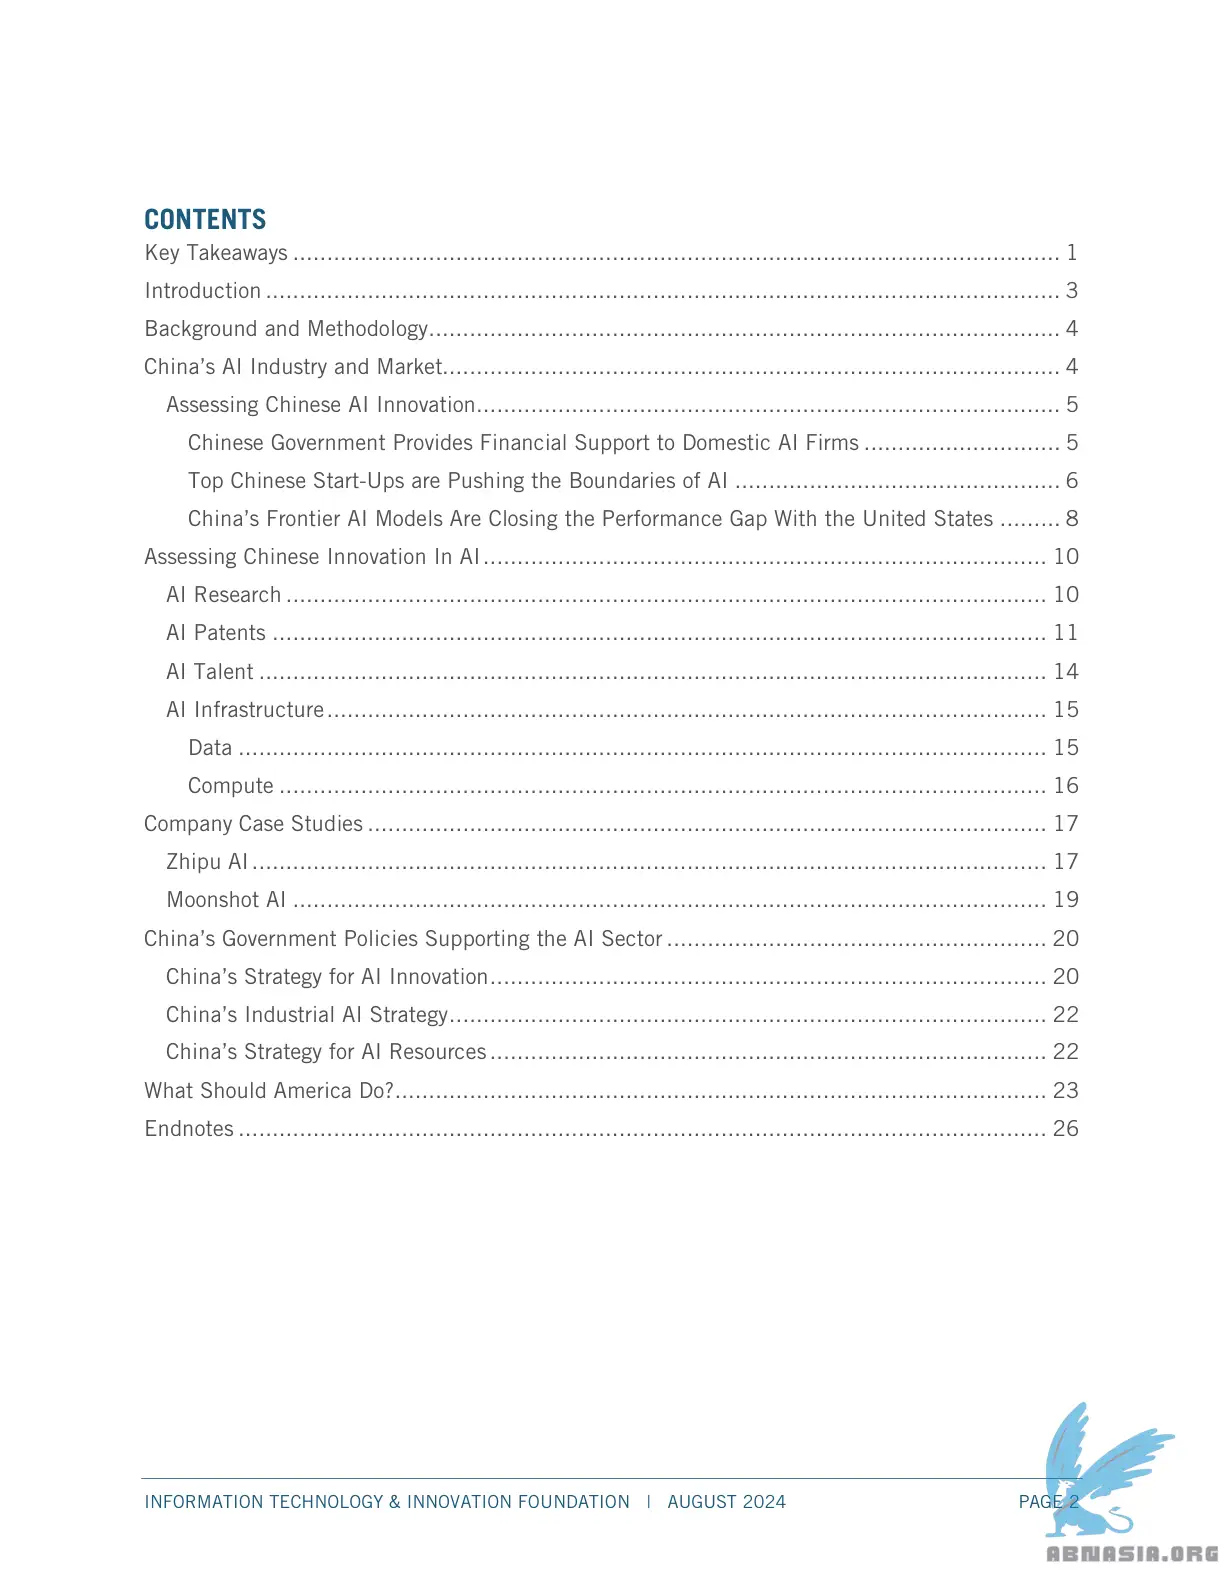 CONTENTS
Key Takeaways ........................................ 1
Introduction ........................................ 3
Background and Methodology ........................................ 4
China’s AI Industry and Market ........................................ 4
Assessing Chinese AI Innovation ........................................ 5
Chinese Government Provides Financial Support to Domestic AI Firms ............................. 5
Top Chinese Start-Ups are Pushing the Boundaries of AI ........................................ 6
China’s Frontier AI Models Are Closing the Performance Gap With the United States ......... 8
Assessing Chinese Innovation In AI ........................................ 10
AI Research ........................................ 10
AI Patents ........................................ 11
AI Talent ........................................ 14
AI Infrastructure ........................................ 15
Data ........................................ 15
Compute ........................................ 16
Company Case Studies ........................................ 17
Zhipu AI ........................................ 17
Moonshot AI ........................................ 19
China’s Government Policies Supporting the AI Sector ........................................ 20
China’s Strategy for AI Innovation ........................................ 20
China’s Industrial AI Strategy ........................................ 22
China’s Strategy for AI Resources ........................................ 22
What Should America Do? ........................................ 23
Endnotes ........................................ 26
INFORMATION TECHNOLOGY & INNOVATION FOUNDATION | AUGUST 2024 PAGE 2
ABNASIA.ORG